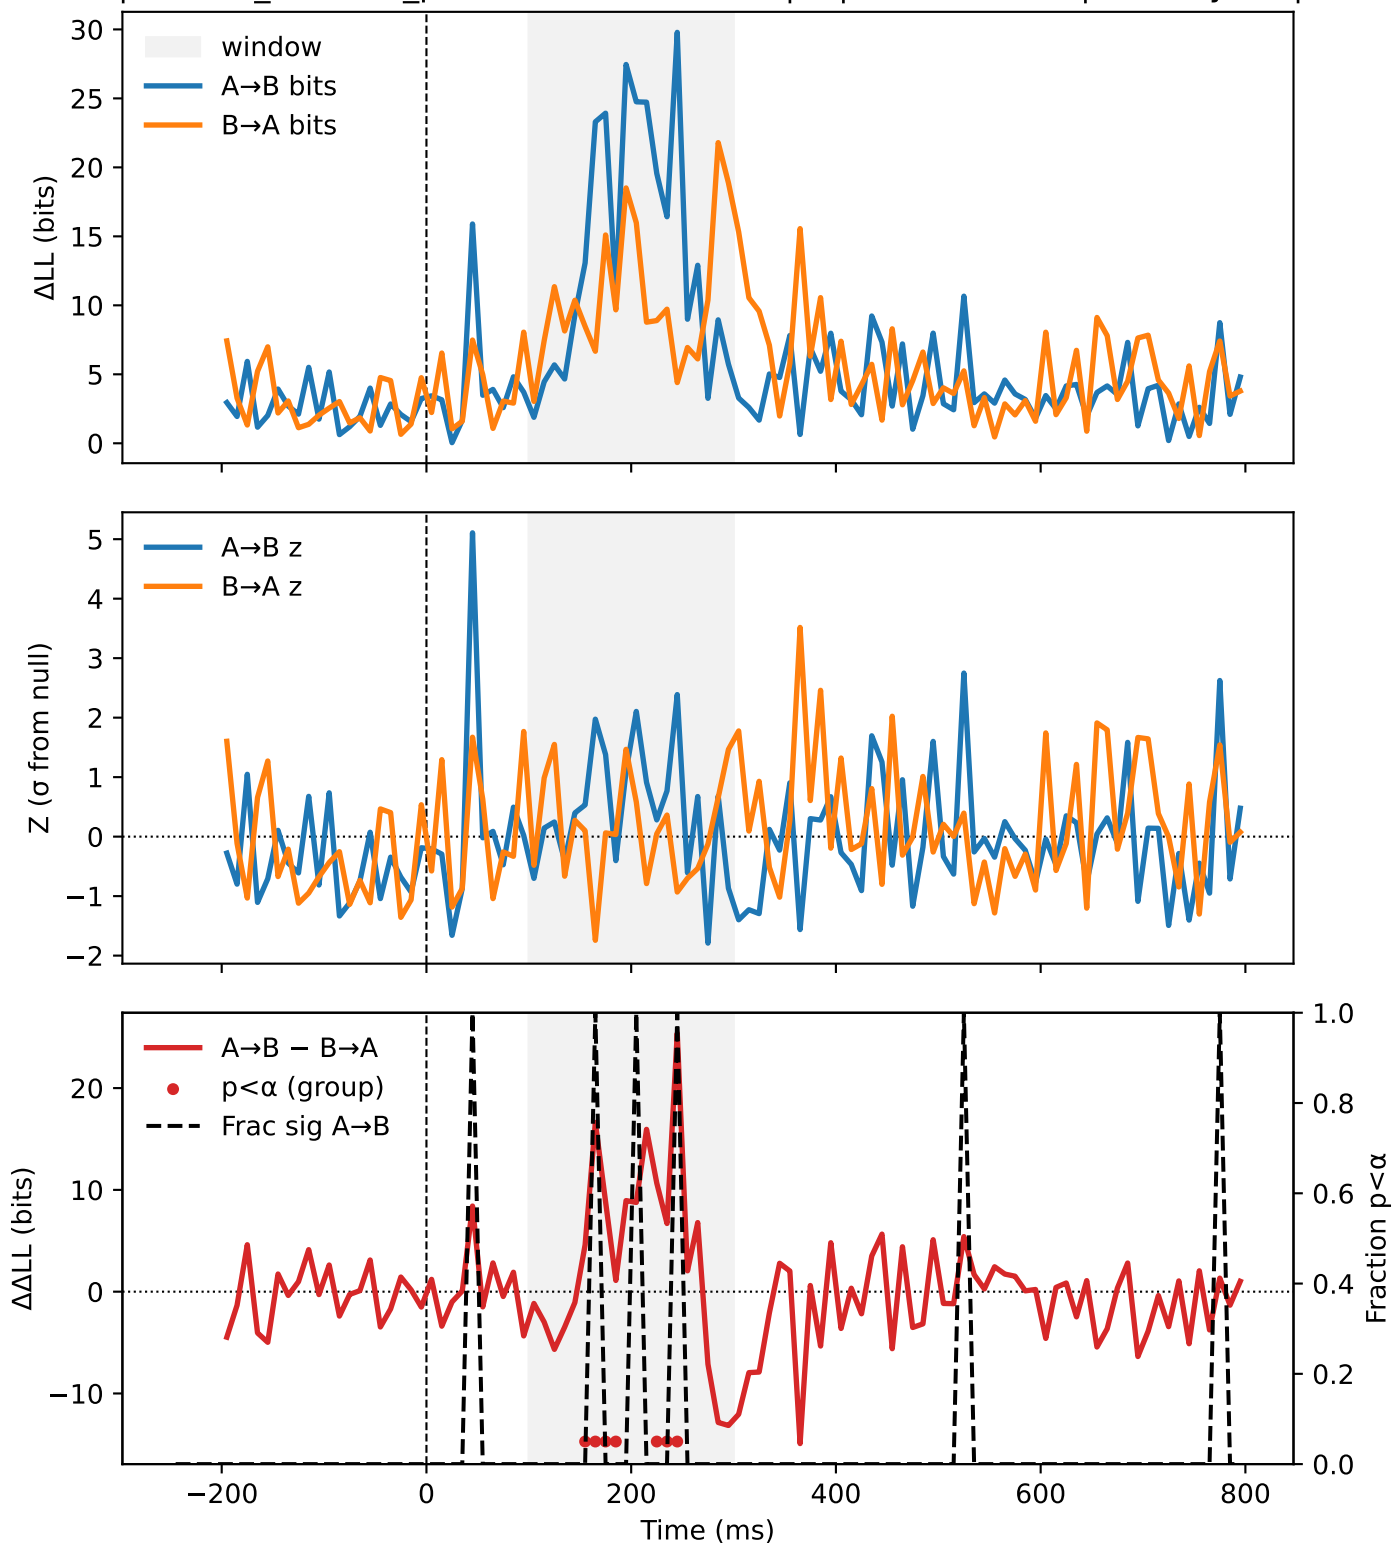 30
25
20
15
10
5
0
ΔLL (bits)
window
A→B bits
B→A bits
5
4
3
2
1
0
−1
−2
Z (σ from null)
A→B z
B→A z
20
10
0
−10
ΔΔLL (bits)
A→B − B→A
p<α (group)
Frac sig A→B
1.0
0.8
0.6
0.4
0.2
0.0
Fraction p<α
−200
0
200
400
600
800
Time (ms)